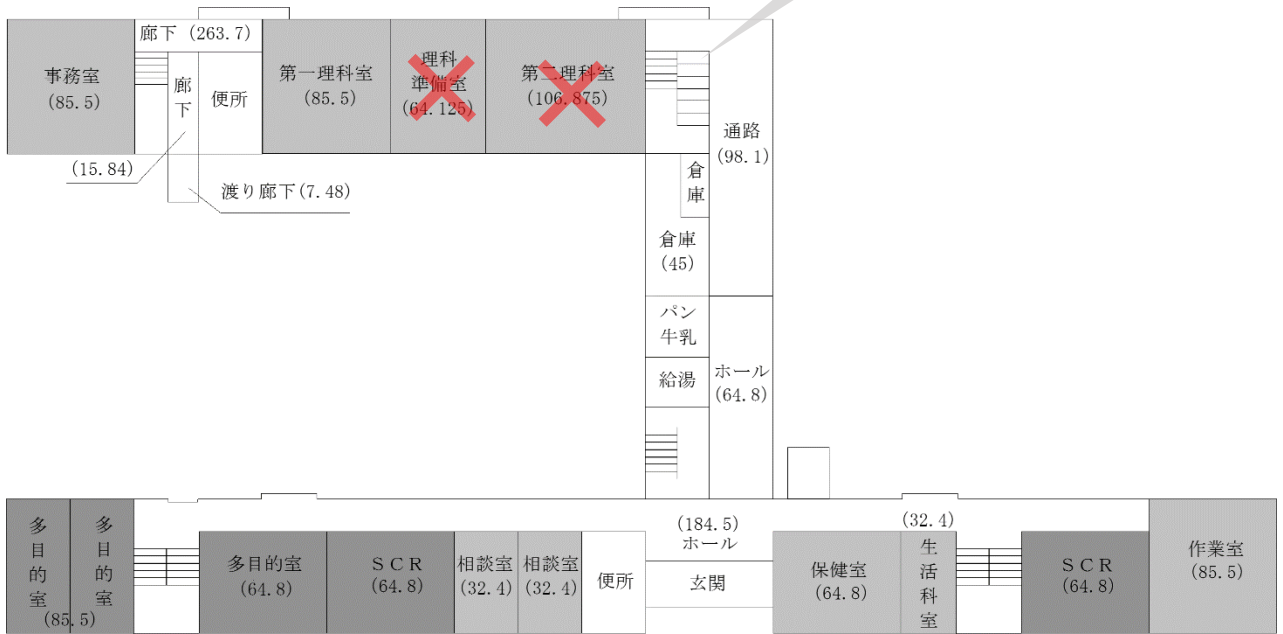 廊下 (263.7)
事務室
(85.5)
廊下
便所
第一理科室
(85.5)
理科
準備室
(64.125)
第二理科室
(106.875)
通路
(98.1)
(15.84)
渡り廊下(7.48)
倉庫
倉庫
(45)
パン
牛乳
給湯
ホール
(64.8)
多目的室
多目的室
(85.5)
多目的室
(64.8)
SCR
(64.8)
相談室
(32.4)
相談室
(32.4)
便所
(184.5)
ホール
玄関
保健室
(64.8)
(32.4)
生活科室
SCR
(64.8)
作業室
(85.5)